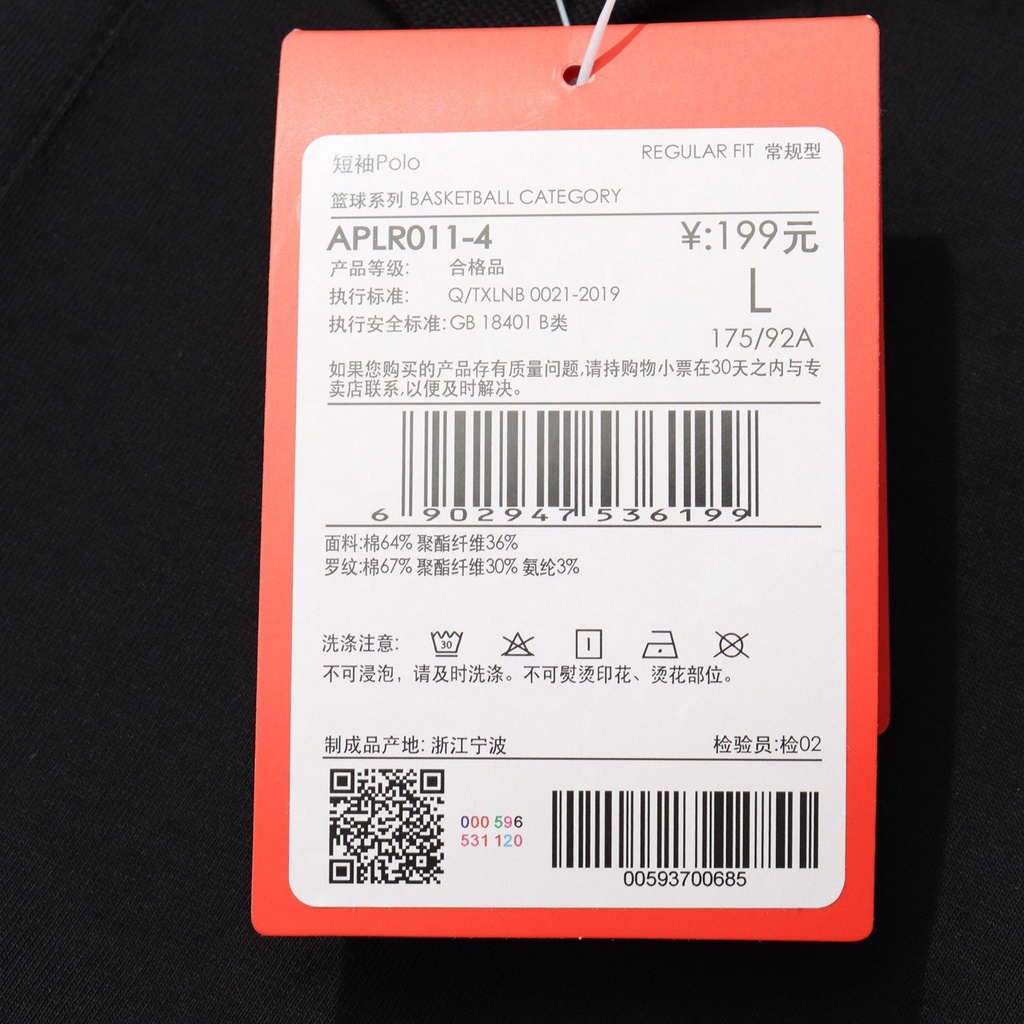 短袖Polo
REGULAR FIT 常规型
篮球系列 BASKETBALL CATEGORY
APLR011-4
¥:199元
产品等级: 合格品
执行标准: Q/TXLNB 0021-2019
L
执行安全标准: GB 18401 B类
175/92A
如果您购买的产品存有质量问题,请持购物小票在30天之内与专
卖店联系,以便及时解决。
6 902947 536199
面料:棉64% 聚酯纤维36%
罗纹:棉67% 聚酯纤维30% 氨纶3%
洗涤注意: 30
不可浸泡，请及时洗涤。不可熨烫印花、烫花部位。
制成品产地: 浙江宁波
检验员:检02
000 596
531 120
00593700685